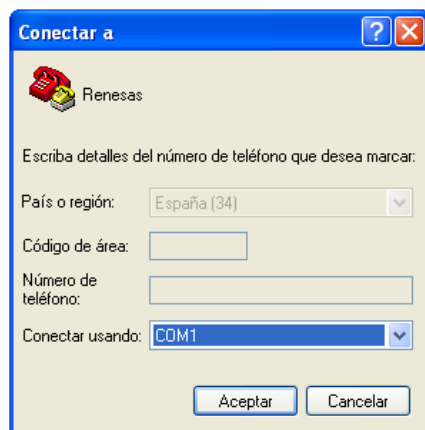 Conectar a
Renesas
Escriba detalles del número de teléfono que desea marcar:
País o región: España (34)
Código de área:
Número de
teléfono:
Conectar usando: COM1
Aceptar Cancelar